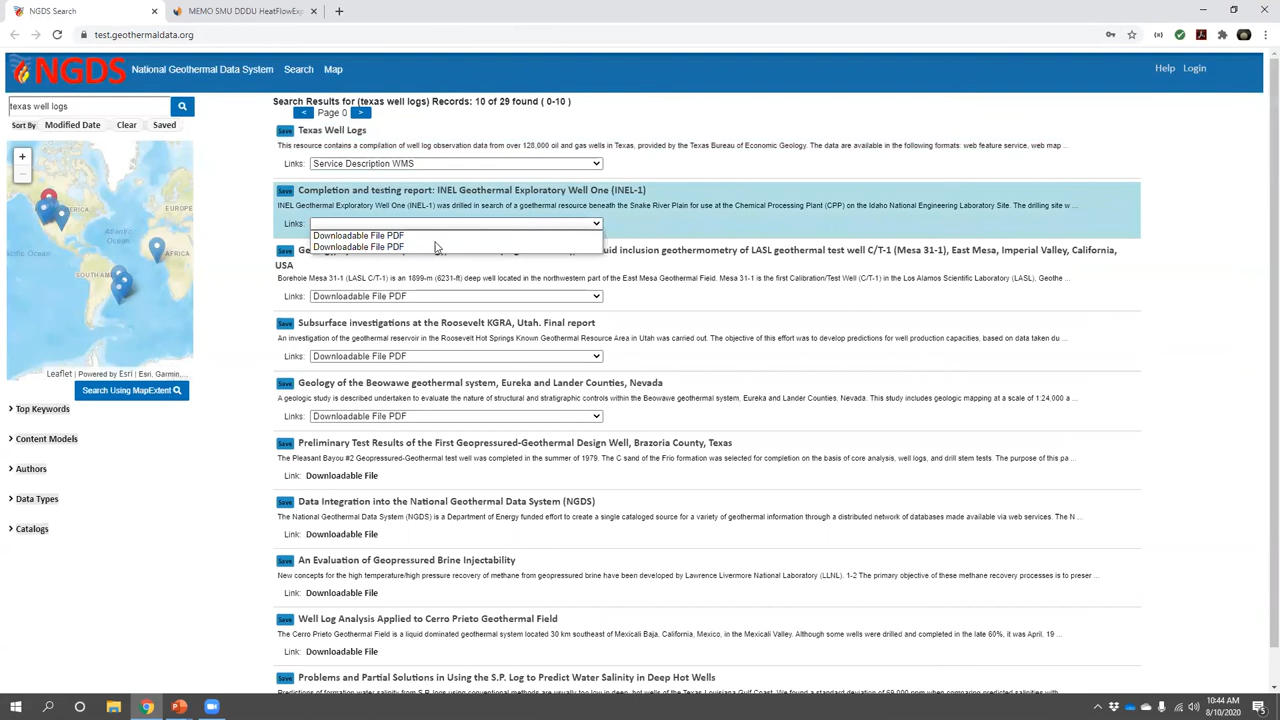 NGDS Search
MEMO SMU DDDU HeatFlowExp
test.geothermaldata.org
NGDS National Geothermal Data System Search Map
Help Login
texas well logs
Sort By Modified Date Clear Saved
Search Results for (texas well logs) Records: 10 of 29 found ( 0-10 )
< Page 0 >
Save Texas Well Logs
This resource contains a compilation of well log observation data from over 128,000 oil and gas wells in Texas, provided by the Texas Bureau of Economic Geology. The data are available in the following formats: web feature service, web map ...
Links: Service Description WMS
Save Completion and testing report: INEL Geothermal Exploratory Well One (INEL-1)
INEL Geothermal Exploratory Well One (INEL-1) was drilled in search of a goethermal resource beneath the Snake River Plain for use at the Chemical Processing Plant (CPP) on the Idaho National Engineering Laboratory Site. The drilling sit w ...
Links:
Downloadable File PDF
Downloadable File PDF
Save uid inclusion geothermometry of LASL geothermal test well C/T-1 (Mesa 31-1), East Mesa, Imperial Valley, California,
USA
Borehole Mesa 31-1 (LASL C/T-1) is an 1899-m (6231-ft) deep well located in the northwestern part of the East Mesa Geothermal Field. Mesa 31-1 is the first Calibration/Test Well (C/T-1) in the Los Alamos Scientific Laboratory (LASL), Geothe ...
Links: Downloadable File PDF
Save Subsurface investigations at the Roosevelt KGRA, Utah. Final report
An investigation of the geothermal reservoir in the Roosevelt Hot Springs Known Geothermal Resource Area in Utah was carried out. The objective of this effort was to develop predictions for well production capacities, based on data taken du ...
Links: Downloadable File PDF
Save Geology of the Beowawe geothermal system, Eureka and Lander Counties, Nevada
A geologic study is described undertaken to evaluate the nature of structural and stratigraphic controls within the Beowawe geothermal system, Eureka and Lander Counties, Nevada. This study includes geologic mapping at a scale of 1:24,000 a ...
Links: Downloadable File PDF
Save Preliminary Test Results of the First Geopressured-Geothermal Design Well, Brazoria County, Texas
The Pleasant Bayou #2 Geopressured-Geothermal test well was completed in the summer of 1979. The C sand of the Frio formation was selected for completion on the basis of core analysis, well logs, and drill stem tests. The purpose of this pa ...
Link: Downloadable File
Save Data Integration into the National Geothermal Data System (NGDS)
The National Geothermal Data System (NGDS) is a Department of Energy funded effort to create a single cataloged source for a variety of geothermal information through a distributed network of databases made available via web services. The N ...
Link: Downloadable File
Save An Evaluation of Geopressured Brine Injectability
New concepts for the high temperature/high pressure recovery of methane from geopressured brine have been developed by Lawrence Livermore National Laboratory (LLNL). 1-2 The primary objective of these methane recovery processes is to preser ...
Link: Downloadable File
Save Well Log Analysis Applied to Cerro Prieto Geothermal Field
The Cerro Prieto Geothermal Field is a liquid dominated geothermal system located 30 km southeast of Mexicali Baja, California, Mexico, in the Mexicali Valley. Although some wells were drilled and completed in the late 60%, it was April. 19 ...
Link: Downloadable File
Save Problems and Partial Solutions in Using the S.P. Log to Predict Water Salinity in Deep Hot Wells
+
−
Atlantic
Ocean
AFRICA
Leaflet | Powered by Esri | Esri, Garmin,...
Search Using MapExtent
Top Keywords
Content Models
Authors
Data Types
Catalogs
10:44 AM
8/10/2020